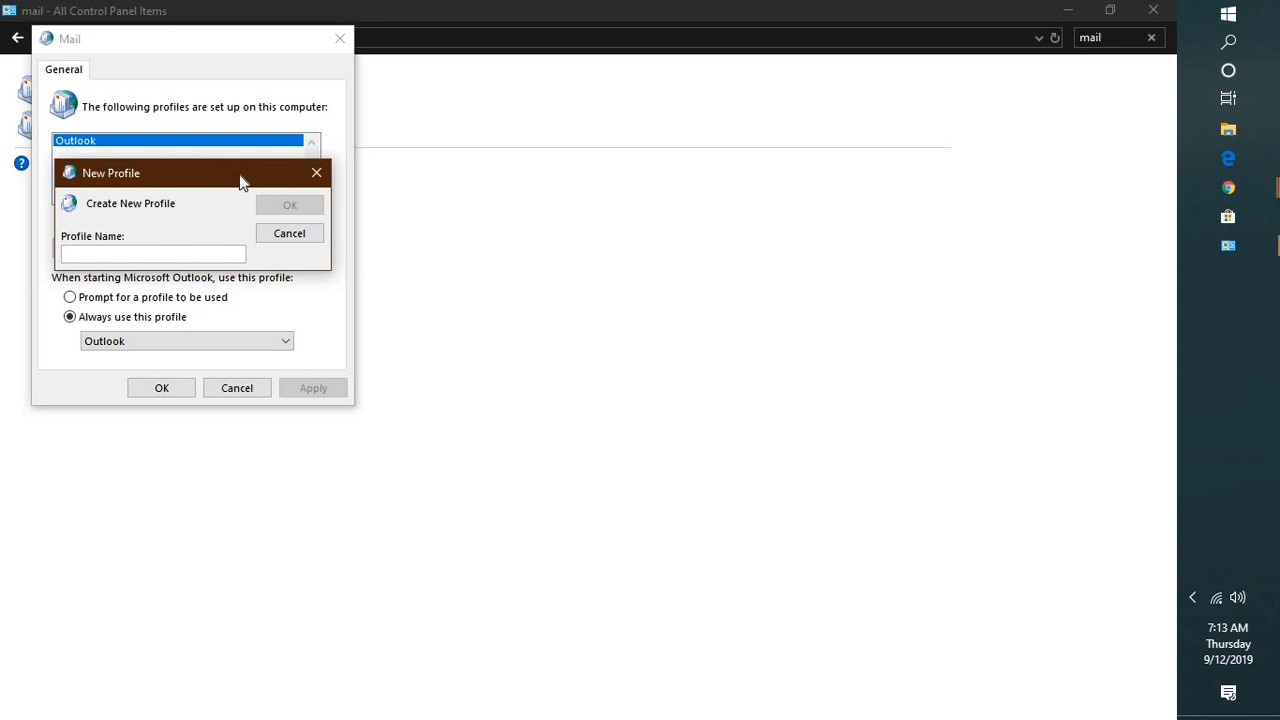 mail - All Control Panel Items
mail
Mail
General
The following profiles are set up on this computer:
Outlook
New Profile
Create New Profile
OK
Cancel
Profile Name:
When starting Microsoft Outlook, use this profile:
Prompt for a profile to be used
Always use this profile
Outlook
OK
Cancel
Apply
7:13 AM
Thursday
9/12/2019